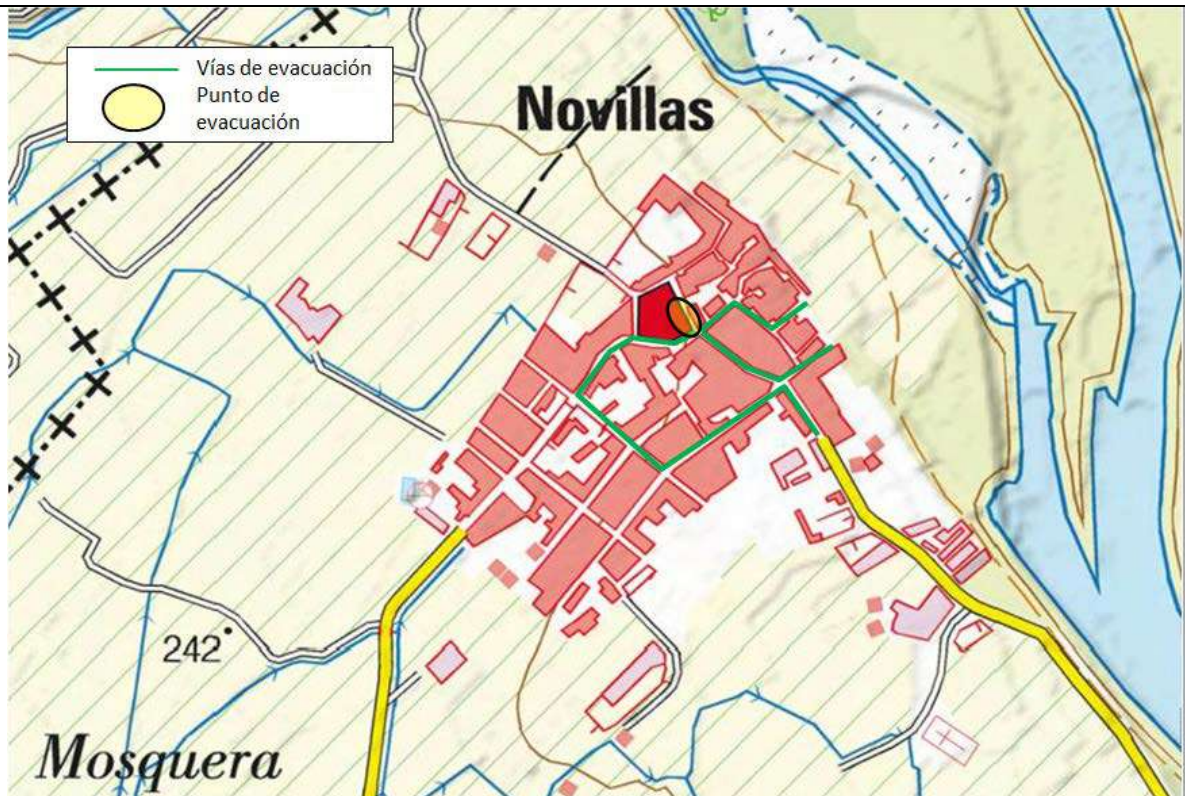 Vías de evacuación
Punto de
evacuación
Novillas
242
Mosquera